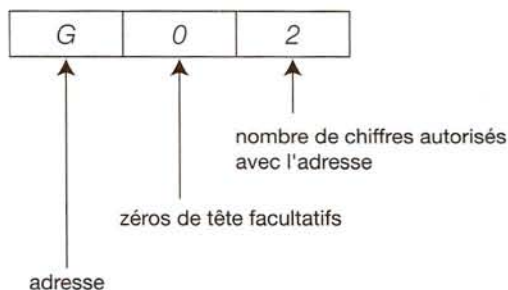 G 0 2
nombre de chiffres autorisés
avec l'adresse
zéros de tête facultatifs
adresse